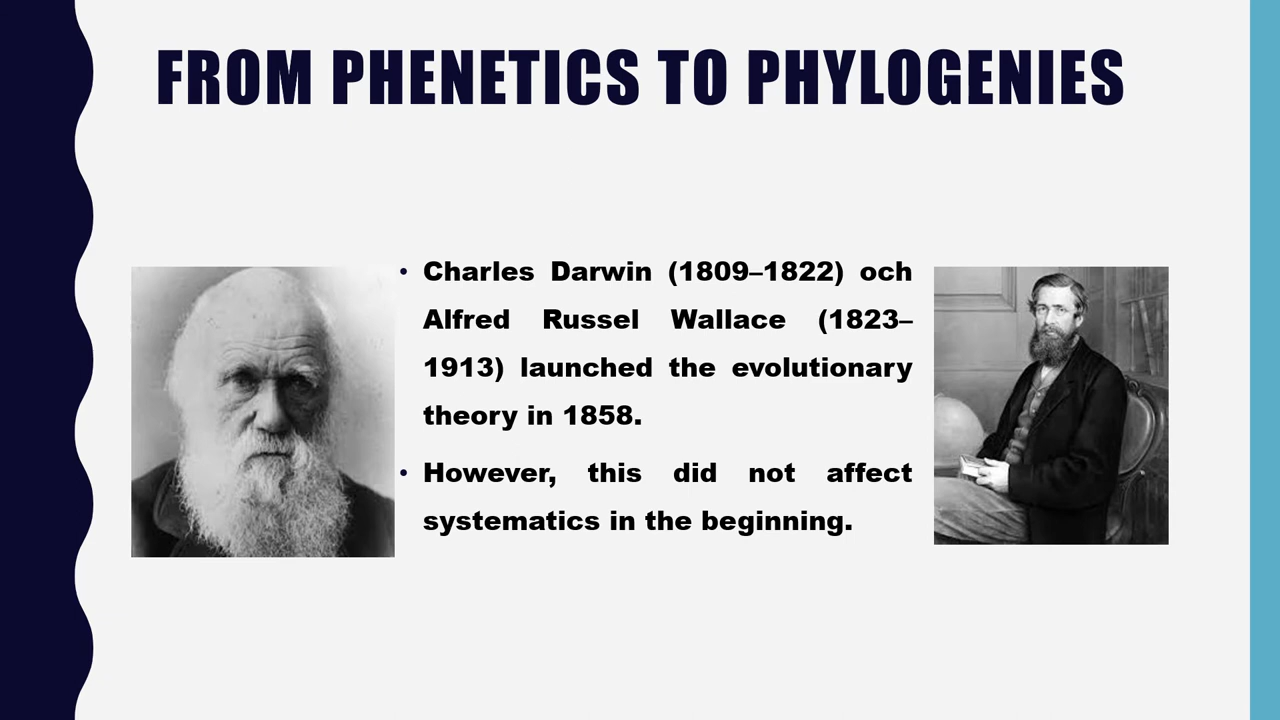 FROM PHENETICS TO PHYLOGENIES
• Charles Darwin (1809–1822) och
Alfred Russel Wallace (1823–
1913) launched the evolutionary
theory in 1858.
• However, this did not affect
systematics in the beginning.